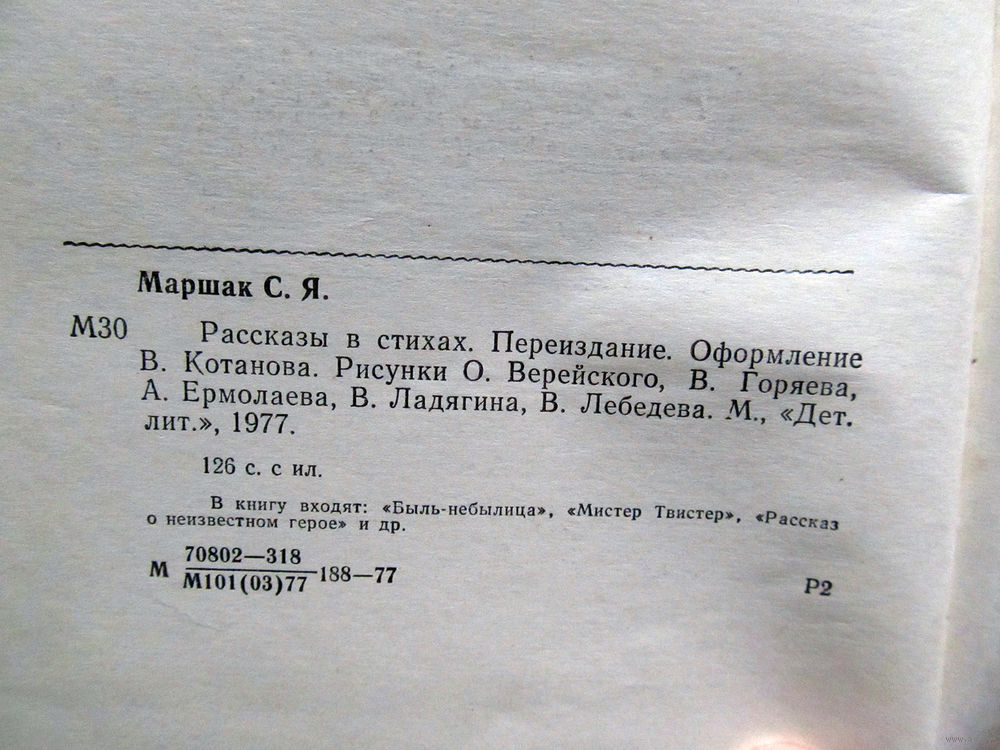 Маршак С. Я.
М30 Рассказы в стихах. Переиздание. Оформление
В. Котанова. Рисунки О. Верейского, В. Горяева,
А. Ермолаева, В. Ладягина, В. Лебедева. М., «Дет.
лит.», 1977.
126 с. с ил.
В книгу входят: «Быль-небылица», «Мистер Твистер», «Рассказ
о неизвестном герое» и др.
М 70802—318
М101(03)77 188—77
Р2